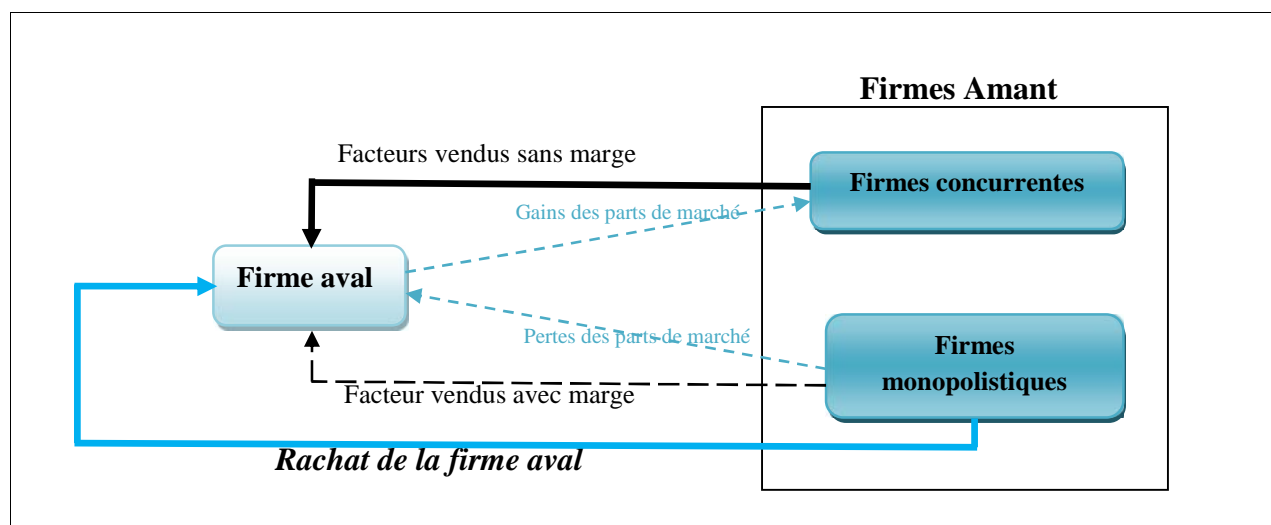 Firmes Amant
Facteurs vendus sans marge
Firmes concurrentes
Gains des parts de marché
Firme aval
Pertes des parts de marché
Firmes
monopolistiques
Facteur vendus avec marge
Rachat de la firme aval